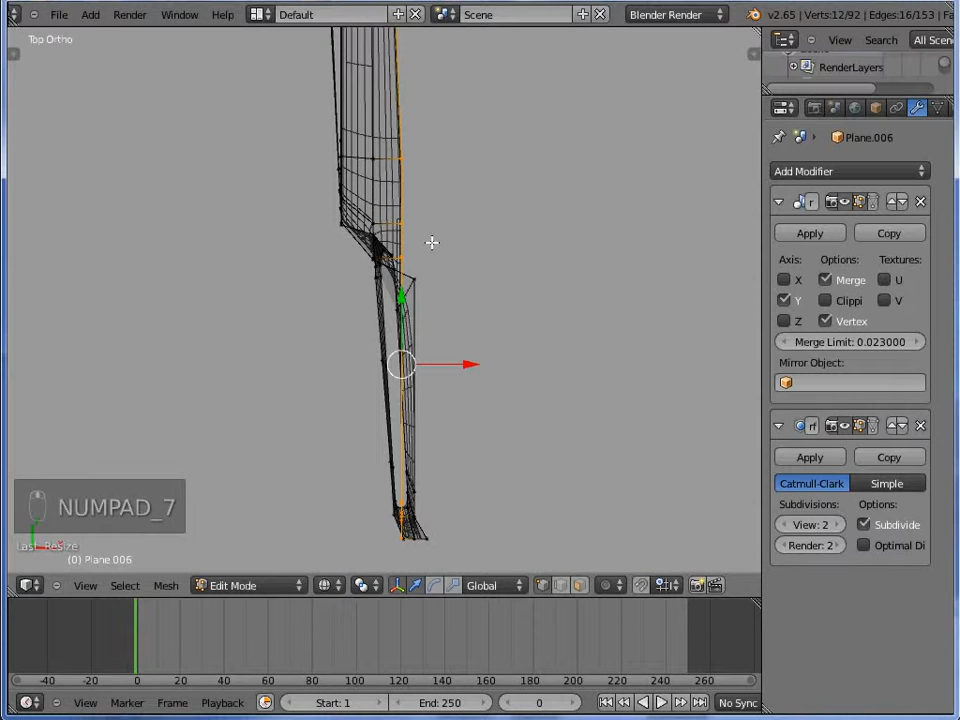 File Add Render Window Help Default Scene Blender Render v2.65 | Verts:12/92 | Edges:16/153 | Fa
Top Ortho
View Search All Scen
RenderLayers
Plane.006
Add Modifier
r
Apply Copy
Axis: Options: Textures:
X Merge U
Y Clippi V
Z Vertex
Merge Limit: 0.023000
Mirror Object:
rf
Apply Copy
Catmull-Clark Simple
Subdivisions: Options:
View: 2 Subdivide
Render: 2 Optimal Di
NUMPAD_7
Last: Resize
(0) Plane.006
View Select Mesh Edit Mode Global
-40 -20 0 20 40 60 80 100 120 140 160 180 200 220 240 260
View Marker Frame Playback Start: 1 End: 250 0 No Sync